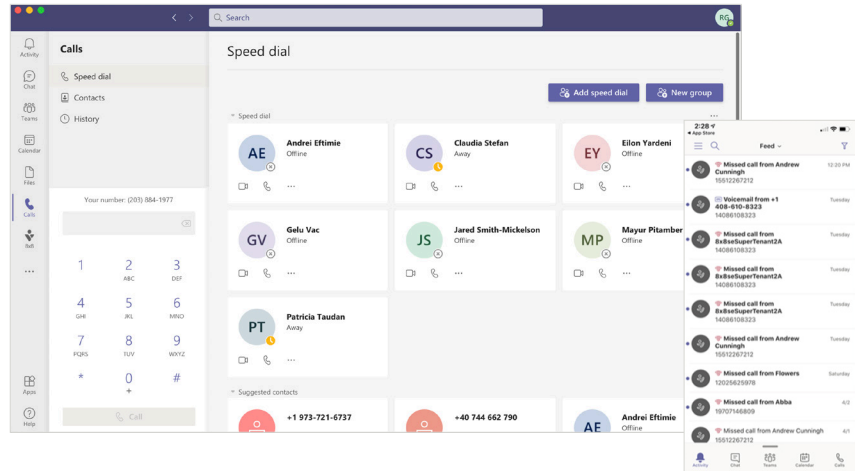 Search
RG
Activity
Chat
Teams
Calendar
Files
Calls
Bell
Apps
Help
Calls
Speed dial
Contacts
History
Your number: (203) 884-1977
1
2
3
ABC
DEF
4
5
6
GHI
JKL
MNO
7
8
9
PQRS
TUV
WXYZ
*
0
#
+
Call
Speed dial
Add speed dial
New group
Speed dial
AE
Andrei Eftimie
Offline
CS
Claudia Stefan
Away
EY
Eilon Yardeni
Offline
GV
Gelu Vac
Offline
JS
Jared Smith-Mickelson
Offline
MP
Mayur Pitamber
Offline
PT
Patricia Taudan
Away
Suggested contacts
+1 973-721-6737
+40 744 662 790
AE
Andrei Eftimie
Offline
2:28
App Store
Feed
Missed call from Andrew
Cunningh
15512267212
12:20 PM
Voicemail from +1
408-610-8323
14086108323
Tuesday
Missed call from
8x8seSuperTenant2A
14086108323
Tuesday
Missed call from
8x8seSuperTenant2A
14086108323
Tuesday
Missed call from
8x8seSuperTenant2A
14086108323
Tuesday
Missed call from Andrew
Cunningh
15512267212
Tuesday
Missed call from Flowers
12025625978
Saturday
Missed call from Abba
19707146809
4/2
Missed call from Andrew Cunningh
15512267212
4/1
Activity
Chat
Teams
Calendar
Calls